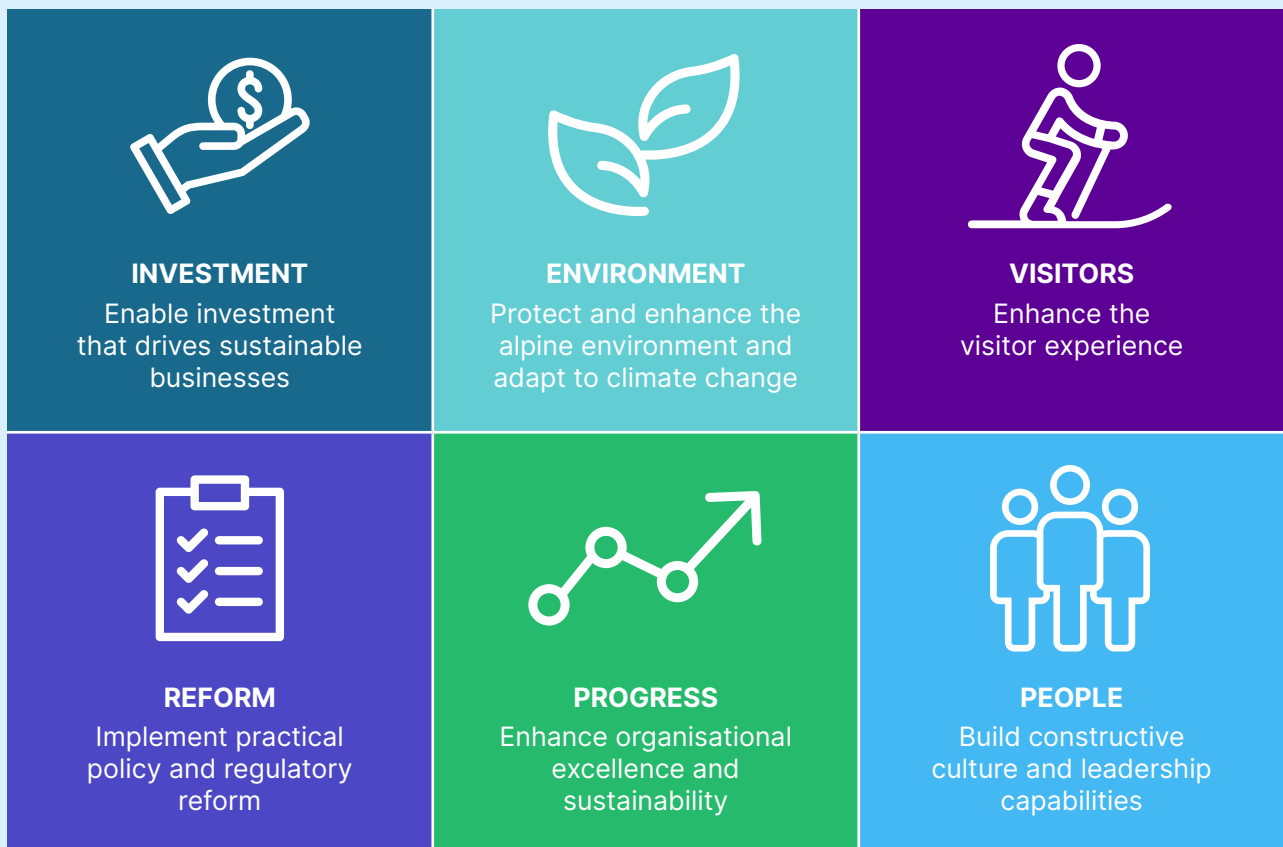 INVESTMENT
Enable investment
that drives sustainable
businesses
ENVIRONMENT
Protect and enhance the
alpine environment and
adapt to climate change
VISITORS
Enhance the
visitor experience
REFORM
Implement practical
policy and regulatory
reform
PROGRESS
Enhance organisational
excellence and
sustainability
PEOPLE
Build constructive
culture and leadership
capabilities